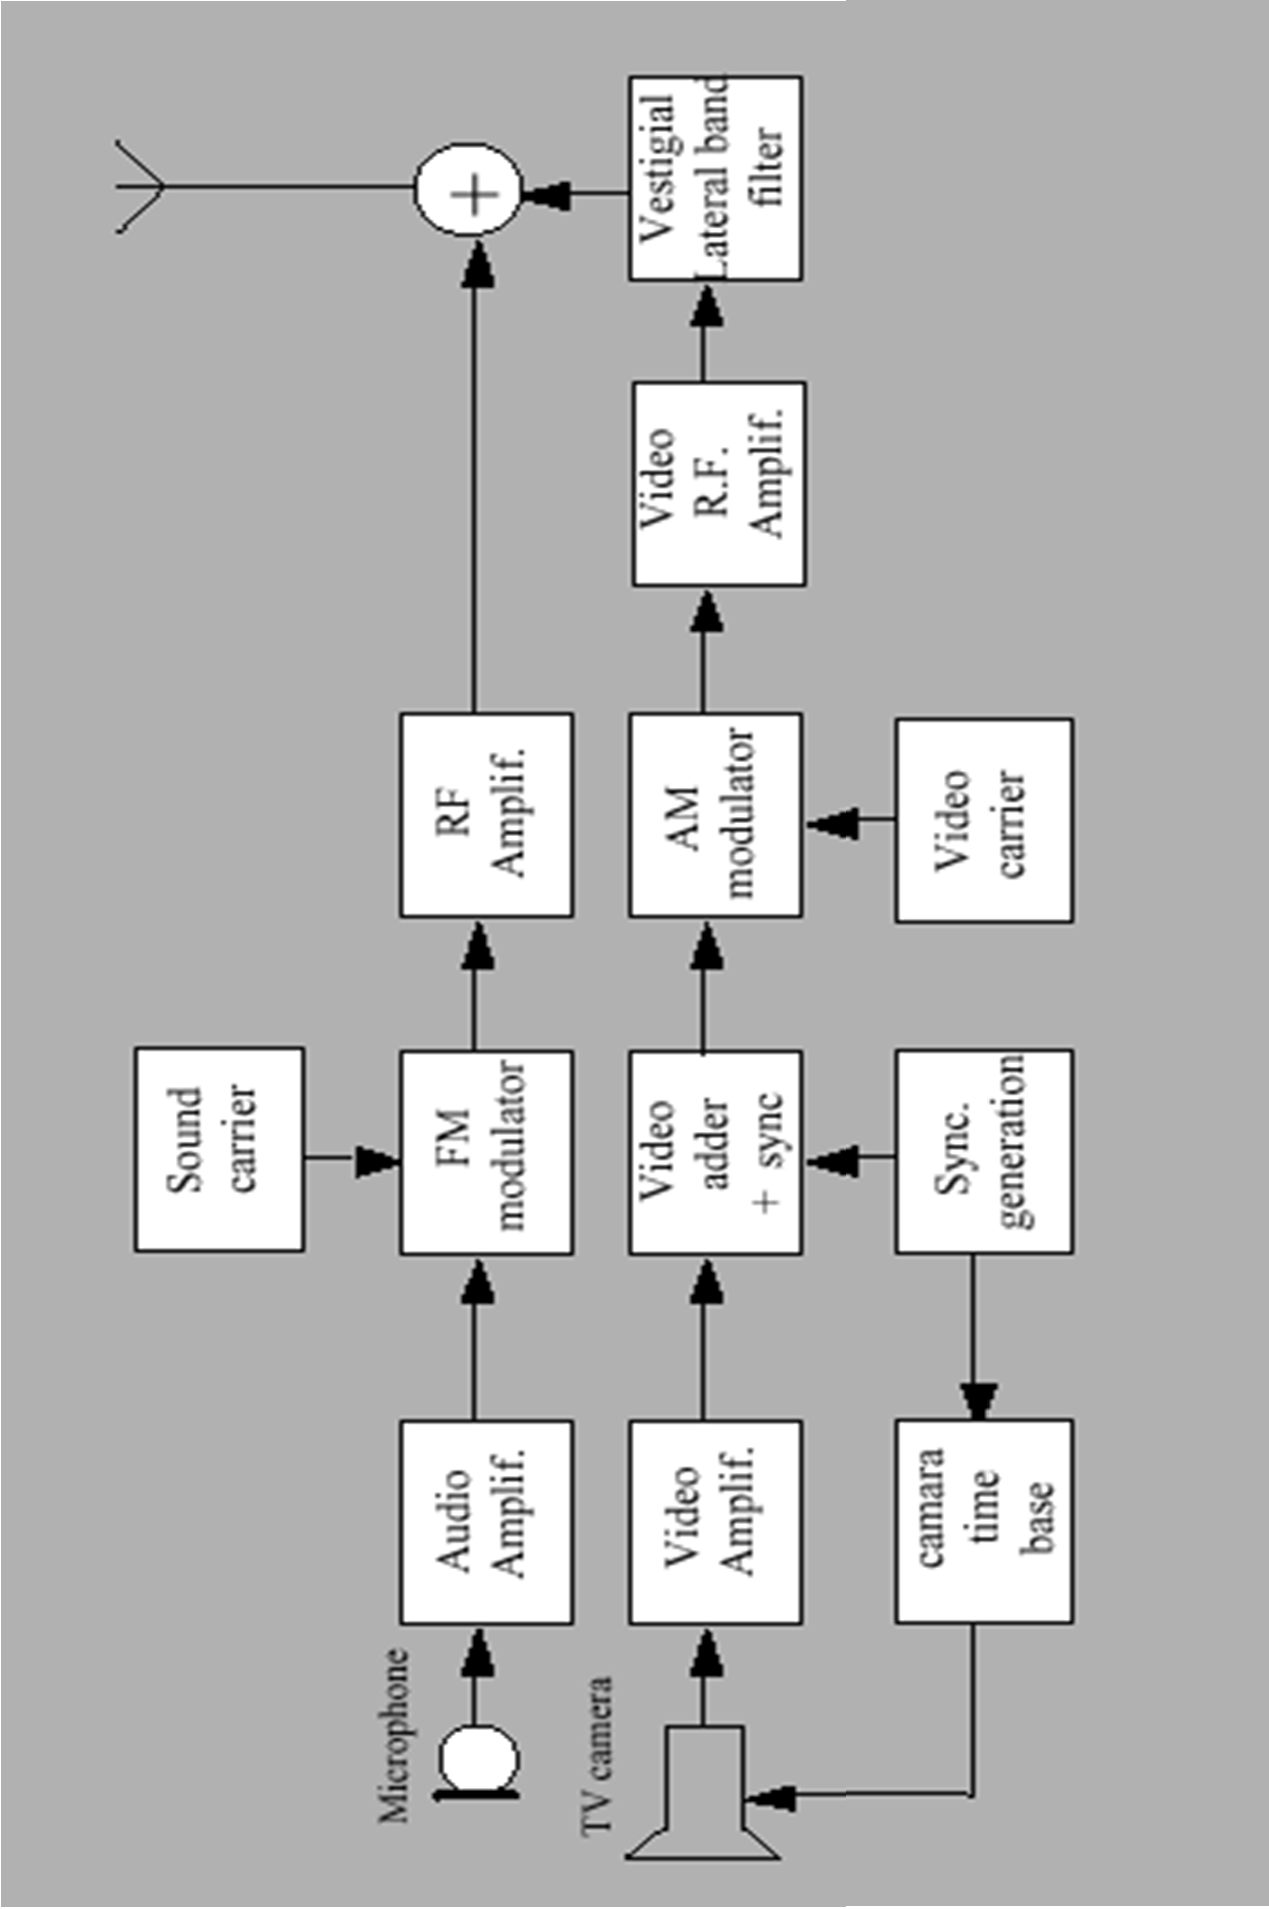 Sound
carrier
Microphone
Audio
Amplif.
FM
modulator
RF
Amplif.
TV camera
Video
Amplif.
Video
adder
+ sync
AM
modulator
Video
R.F.
Amplif.
Vestigial
Lateral band
filter
+
camara
time
base
Sync.
generation
Video
carrier